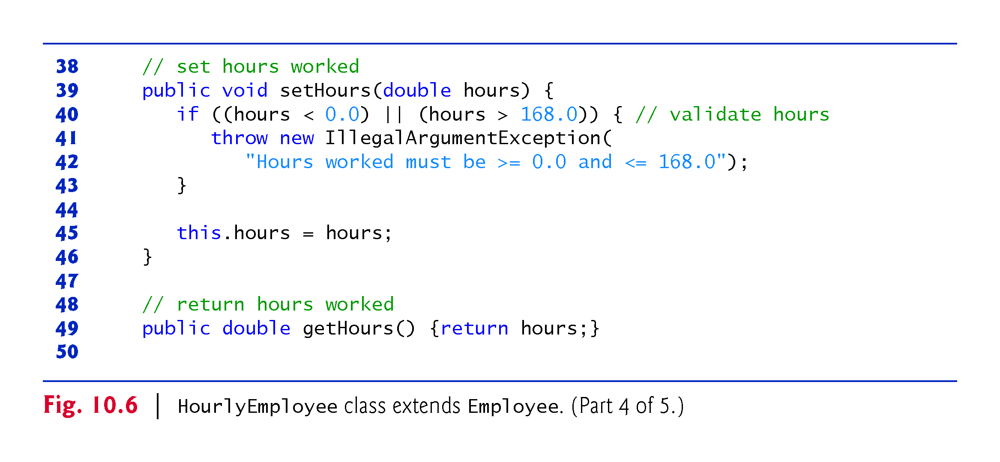 38 // set hours worked
39 public void setHours(double hours) {
40 if ((hours < 0.0) || (hours > 168.0)) { // validate hours
41 throw new IllegalArgumentException(
42 "Hours worked must be >= 0.0 and <= 168.0");
43 }
44
45 this.hours = hours;
46 }
47
48 // return hours worked
49 public double getHours() {return hours;}
50
Fig. 10.6 | HourlyEmployee class extends Employee. (Part 4 of 5.)